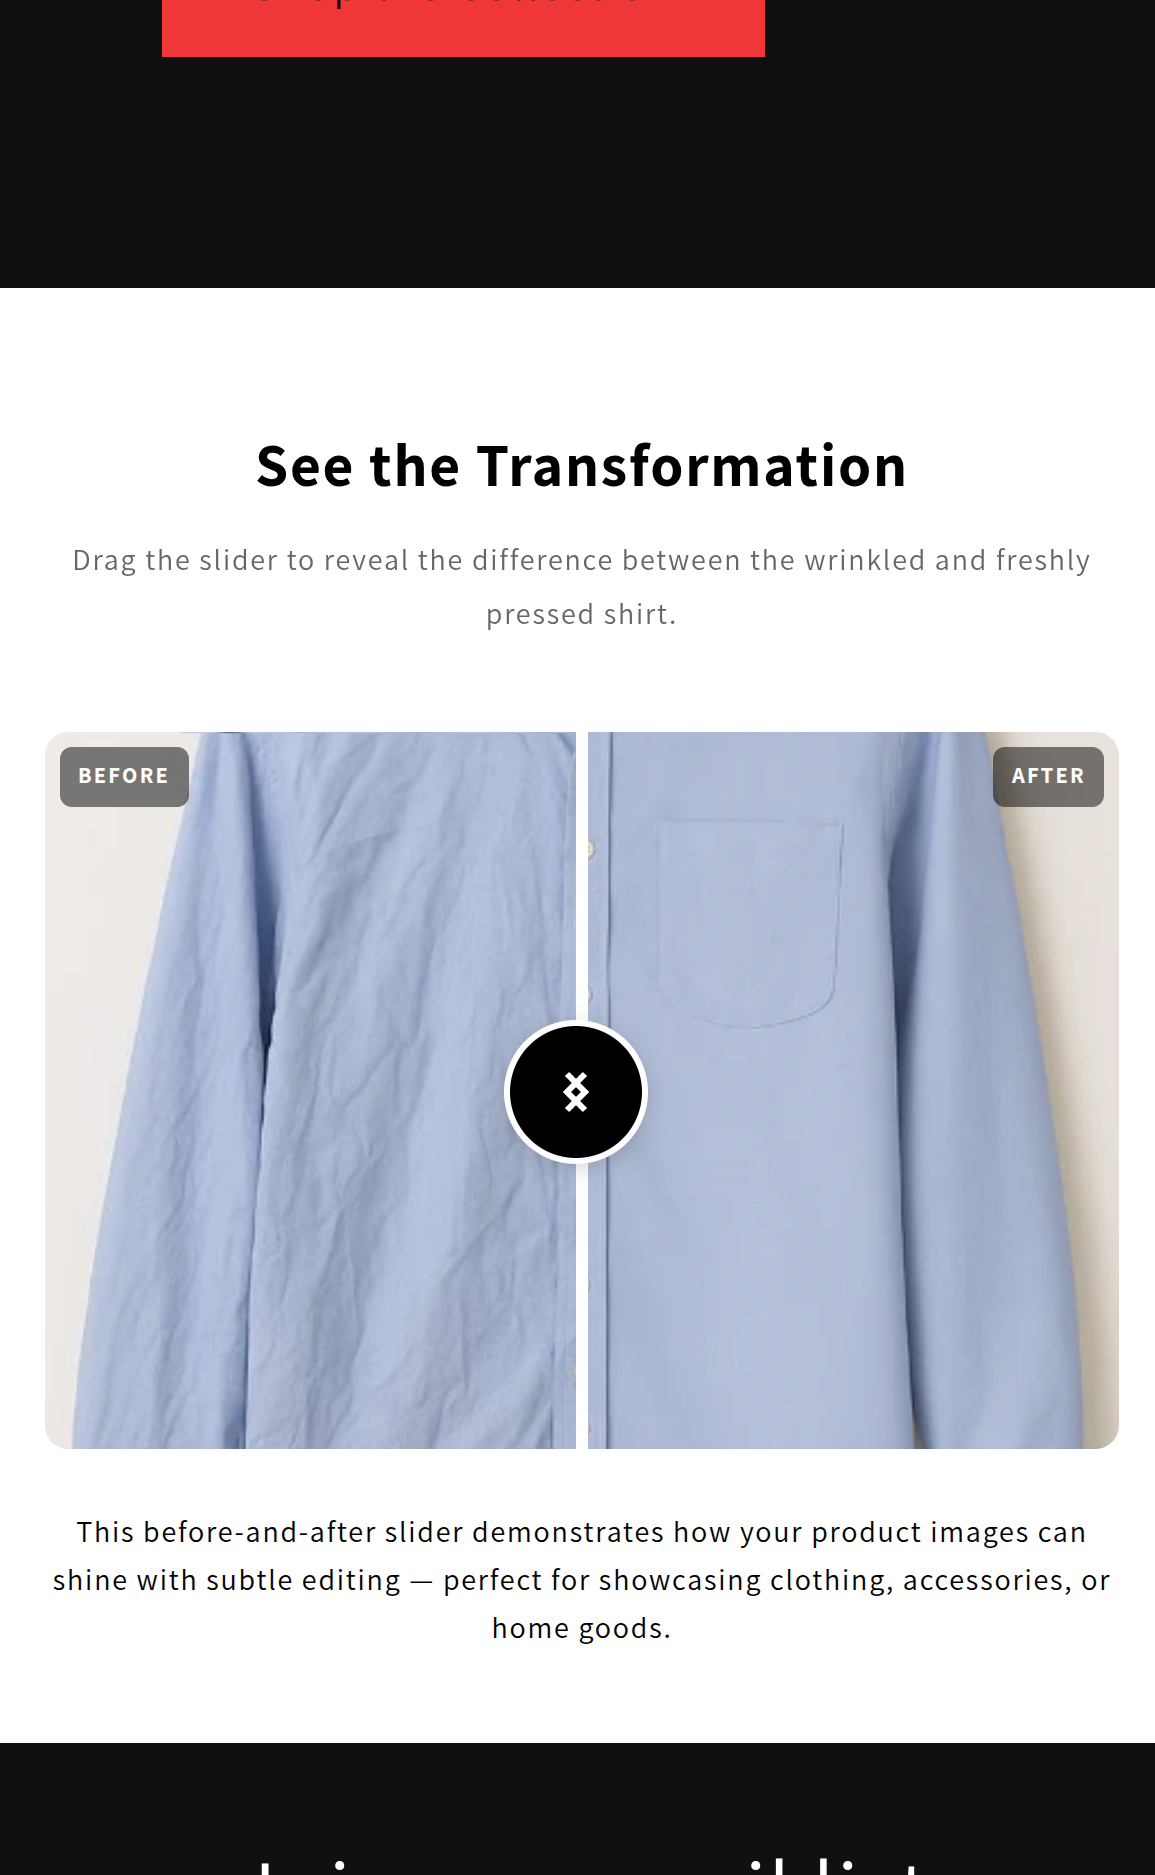 See the Transformation
Drag the slider to reveal the difference between the wrinkled and freshly
pressed shirt.
BEFORE
AFTER
This before-and-after slider demonstrates how your product images can
shine with subtle editing — perfect for showcasing clothing, accessories, or
home goods.